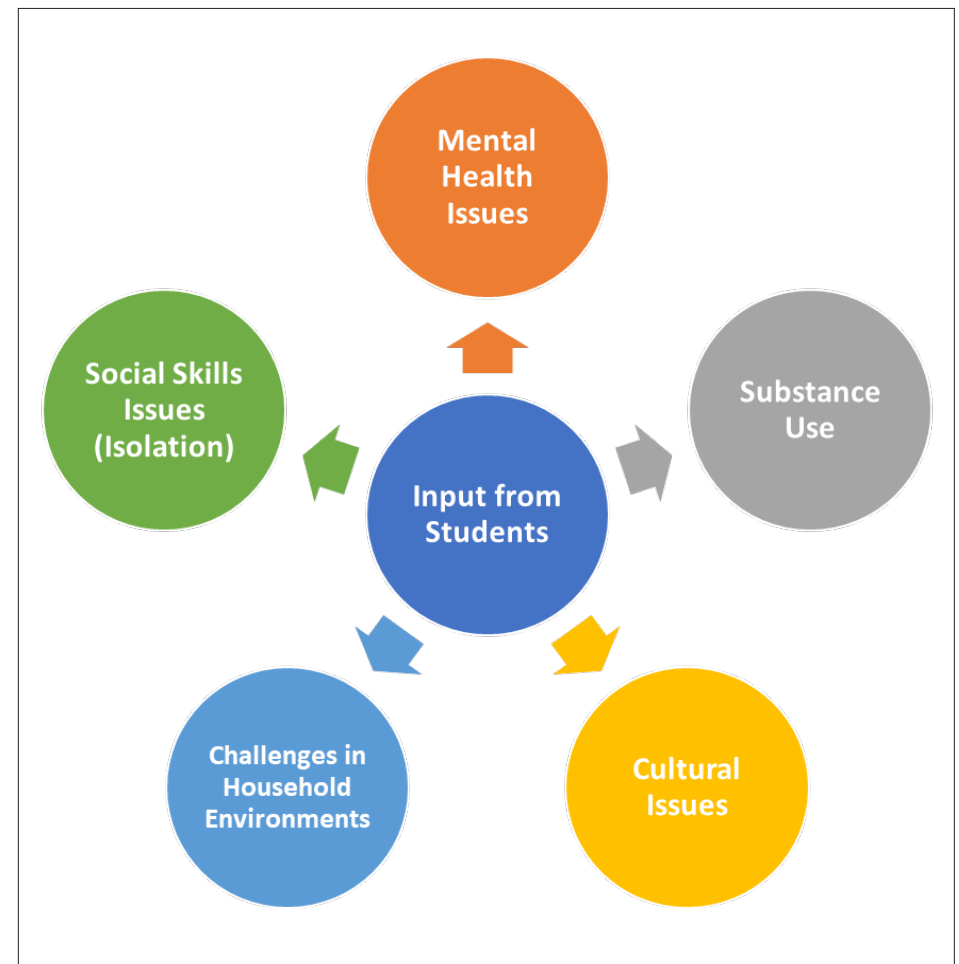 Mental
Health
Issues
Social Skills
Issues
(Isolation)
Substance
Use
Input from
Students
Challenges in
Household
Environments
Cultural
Issues